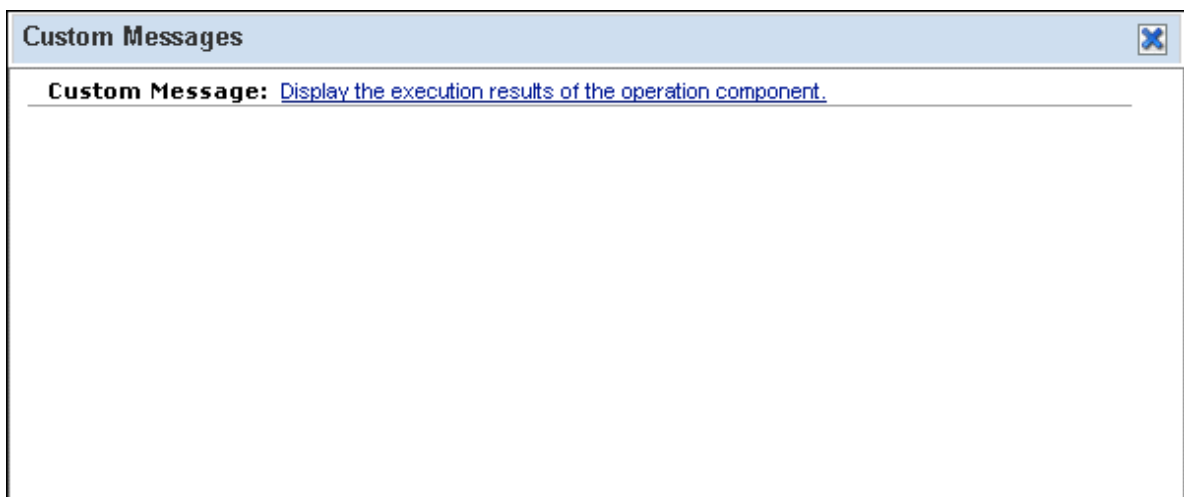 Custom Messages
Custom Message: Display the execution results of the operation component.